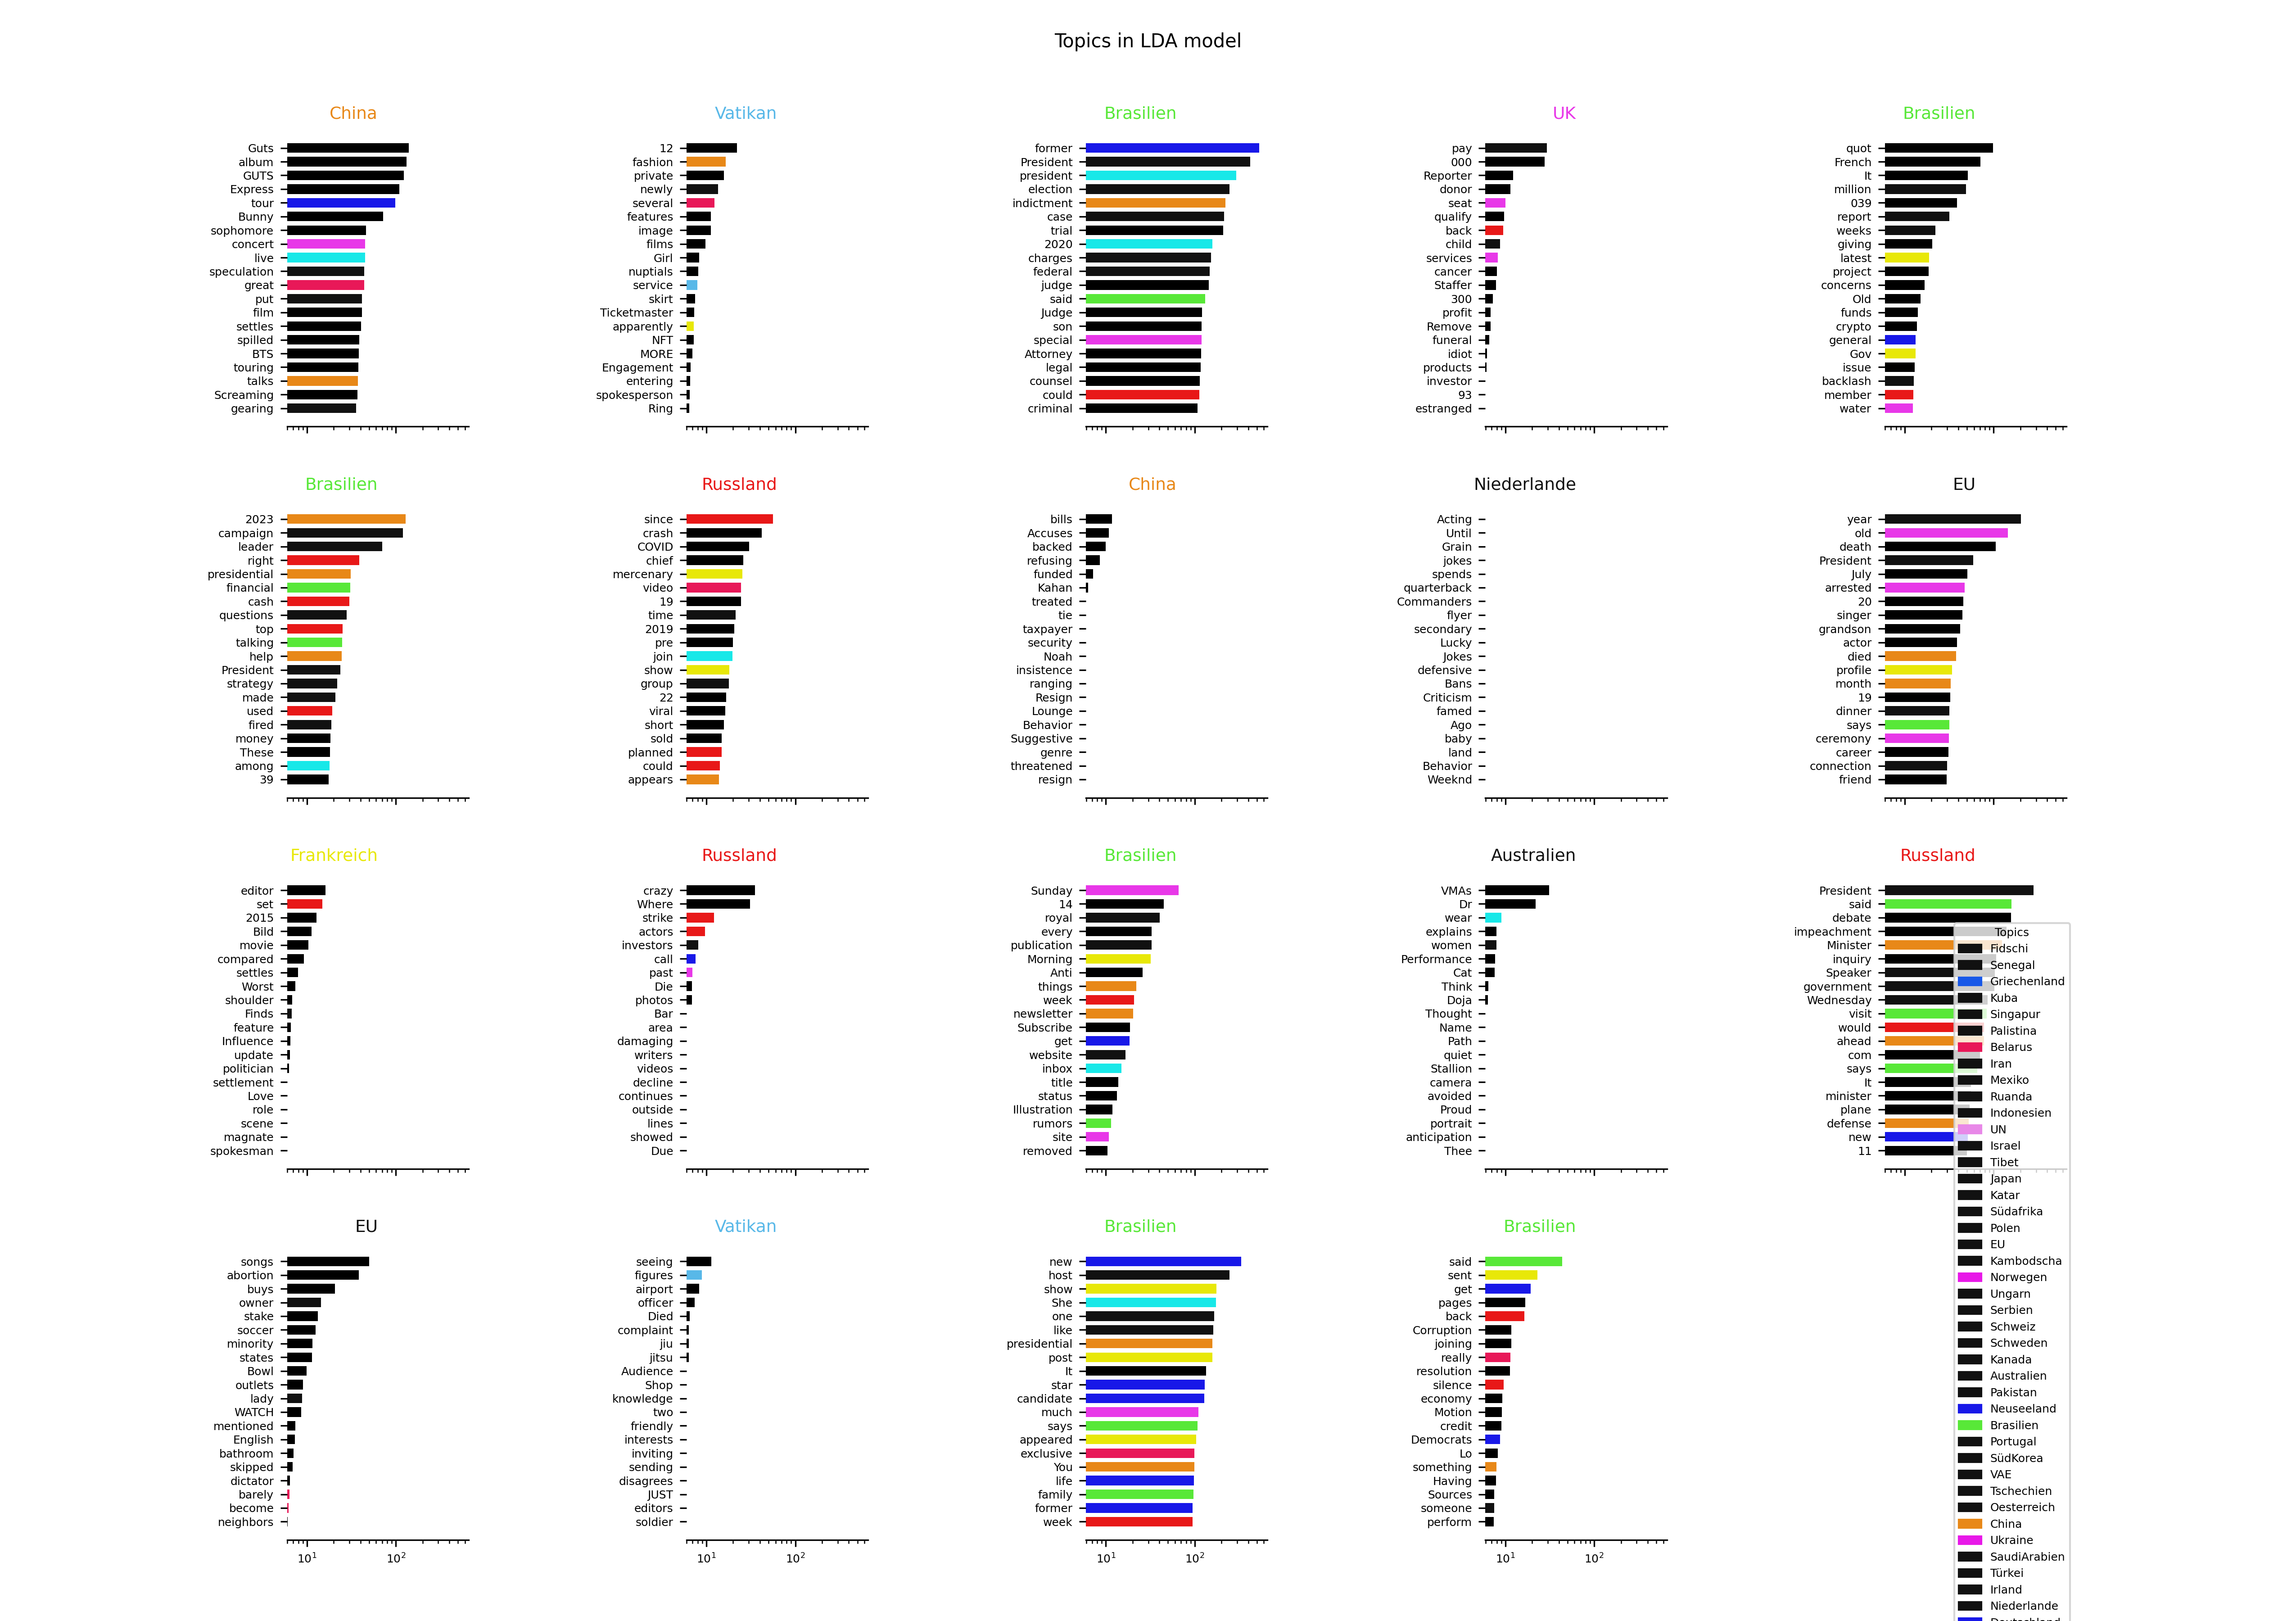 Topics in LDA model
China
Guts
album
GUTS
Express
tour
Bunny
sophomore
concert
live
speculation
great
put
film
settles
spilled
BTS
touring
talks
Screaming
gearing
Vatikan
12
fashion
private
newly
several
features
image
films
Girl
nuptials
service
skirt
Ticketmaster
apparently
NFT
MORE
Engagement
entering
spokesperson
Ring
Brasilien
former
President
president
election
indictment
case
trial
2020
charges
federal
judge
said
Judge
son
special
Attorney
legal
counsel
could
criminal
UK
pay
000
Reporter
donor
seat
qualify
back
child
services
cancer
Staffer
300
profit
Remove
funeral
idiot
products
investor
93
estranged
Brasilien
quot
French
It
million
039
report
weeks
giving
latest
project
concerns
Old
funds
crypto
general
Gov
issue
backlash
member
water
Brasilien
2023
campaign
leader
right
presidential
financial
cash
questions
top
talking
help
President
strategy
made
used
fired
money
These
among
39
Russland
since
crash
COVID
chief
mercenary
video
19
time
2019
pre
join
show
group
22
viral
short
sold
planned
could
appears
China
bills
Accuses
backed
refusing
funded
Kahan
treated
tie
taxpayer
security
Noah
insistence
ranging
Resign
Lounge
Behavior
Suggestive
genre
threatened
resign
Niederlande
Acting
Until
Grain
jokes
spends
quarterback
Commanders
flyer
secondary
Lucky
Jokes
defensive
Bans
Criticism
famed
Ago
baby
land
Behavior
Weeknd
EU
year
old
death
President
July
arrested
20
singer
grandson
actor
died
profile
month
19
dinner
says
ceremony
career
connection
friend
Frankreich
editor
set
2015
Bild
movie
compared
settles
Worst
shoulder
Finds
feature
Influence
update
politician
settlement
Love
role
scene
magnate
spokesman
Russland
crazy
Where
strike
actors
investors
call
past
Die
photos
Bar
area
damaging
writers
videos
decline
continues
outside
lines
showed
Due
Brasilien
Sunday
14
royal
every
publication
Morning
Anti
things
week
newsletter
Subscribe
get
website
inbox
title
status
Illustration
rumors
site
removed
Australien
VMAs
Dr
wear
explains
women
Performance
Cat
Think
Doja
Thought
Name
Path
quiet
Stallion
camera
avoided
Proud
portrait
anticipation
Thee
Russland
President
said
debate
impeachment
Minister
inquiry
Speaker
government
Wednesday
visit
would
ahead
com
says
It
minister
plane
defense
new
11
EU
songs
abortion
buys
owner
stake
soccer
minority
states
Bowl
outlets
lady
WATCH
mentioned
English
bathroom
skipped
dictator
barely
become
neighbors
10^1 10^2
Vatikan
seeing
figures
airport
officer
Died
complaint
jiu
jitsu
Audience
Shop
knowledge
two
friendly
interests
inviting
sending
disagrees
JUST
editors
soldier
10^1 10^2
Brasilien
new
host
show
She
one
like
presidential
post
It
star
candidate
much
says
appeared
exclusive
You
life
family
former
week
10^1 10^2
Brasilien
said
sent
get
pages
back
Corruption
joining
really
resolution
silence
economy
Motion
credit
Democrats
Lo
something
Having
Sources
someone
perform
10^1 10^2
Topics
Fidschi
Senegal
Griechenland
Kuba
Singapur
Palistina
Belarus
Iran
Mexiko
Ruanda
Indonesien
UN
Israel
Tibet
Japan
Katar
Südafrika
Polen
EU
Kambodscha
Norwegen
Ungarn
Serbien
Schweiz
Schweden
Kanada
Australien
Pakistan
Neuseeland
Brasilien
Portugal
SüdKorea
VAE
Tschechien
Oesterreich
China
Ukraine
SaudiArabien
Türkei
Irland
Niederlande